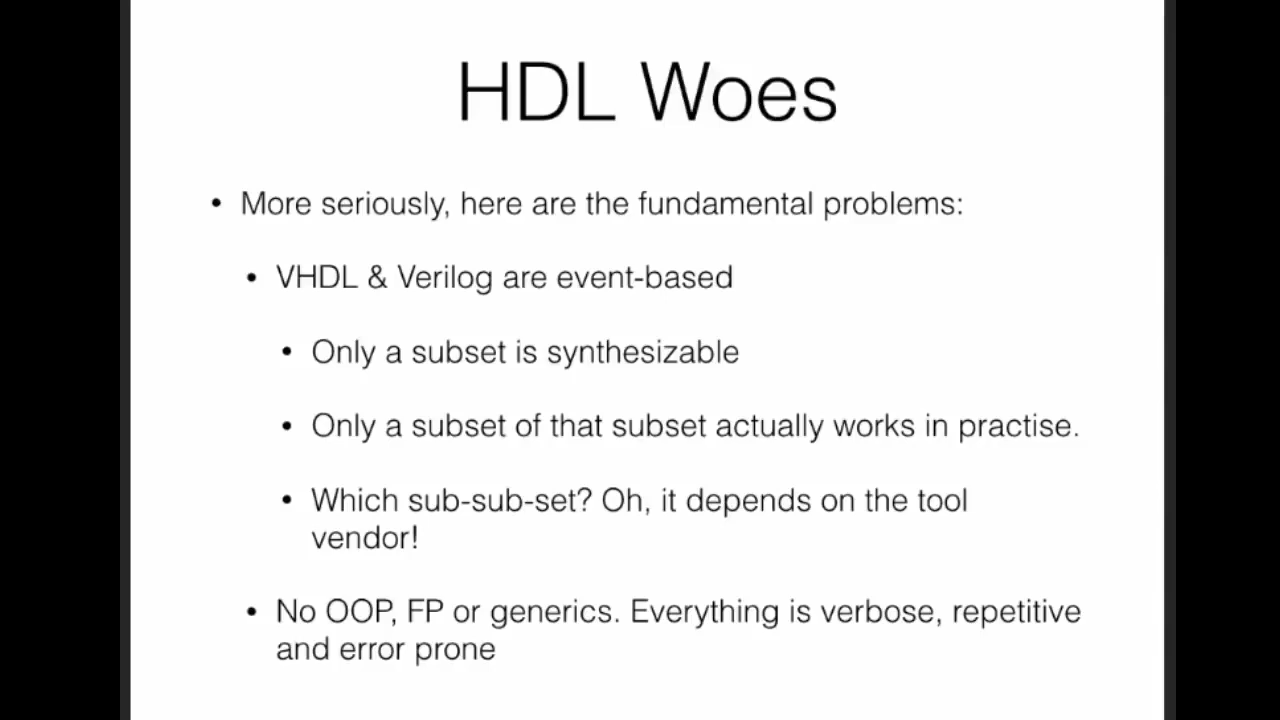 HDL Woes
• More seriously, here are the fundamental problems:
• VHDL & Verilog are event-based
• Only a subset is synthesizable
• Only a subset of that subset actually works in practise.
• Which sub-sub-set? Oh, it depends on the tool
vendor!
• No OOP, FP or generics. Everything is verbose, repetitive
and error prone